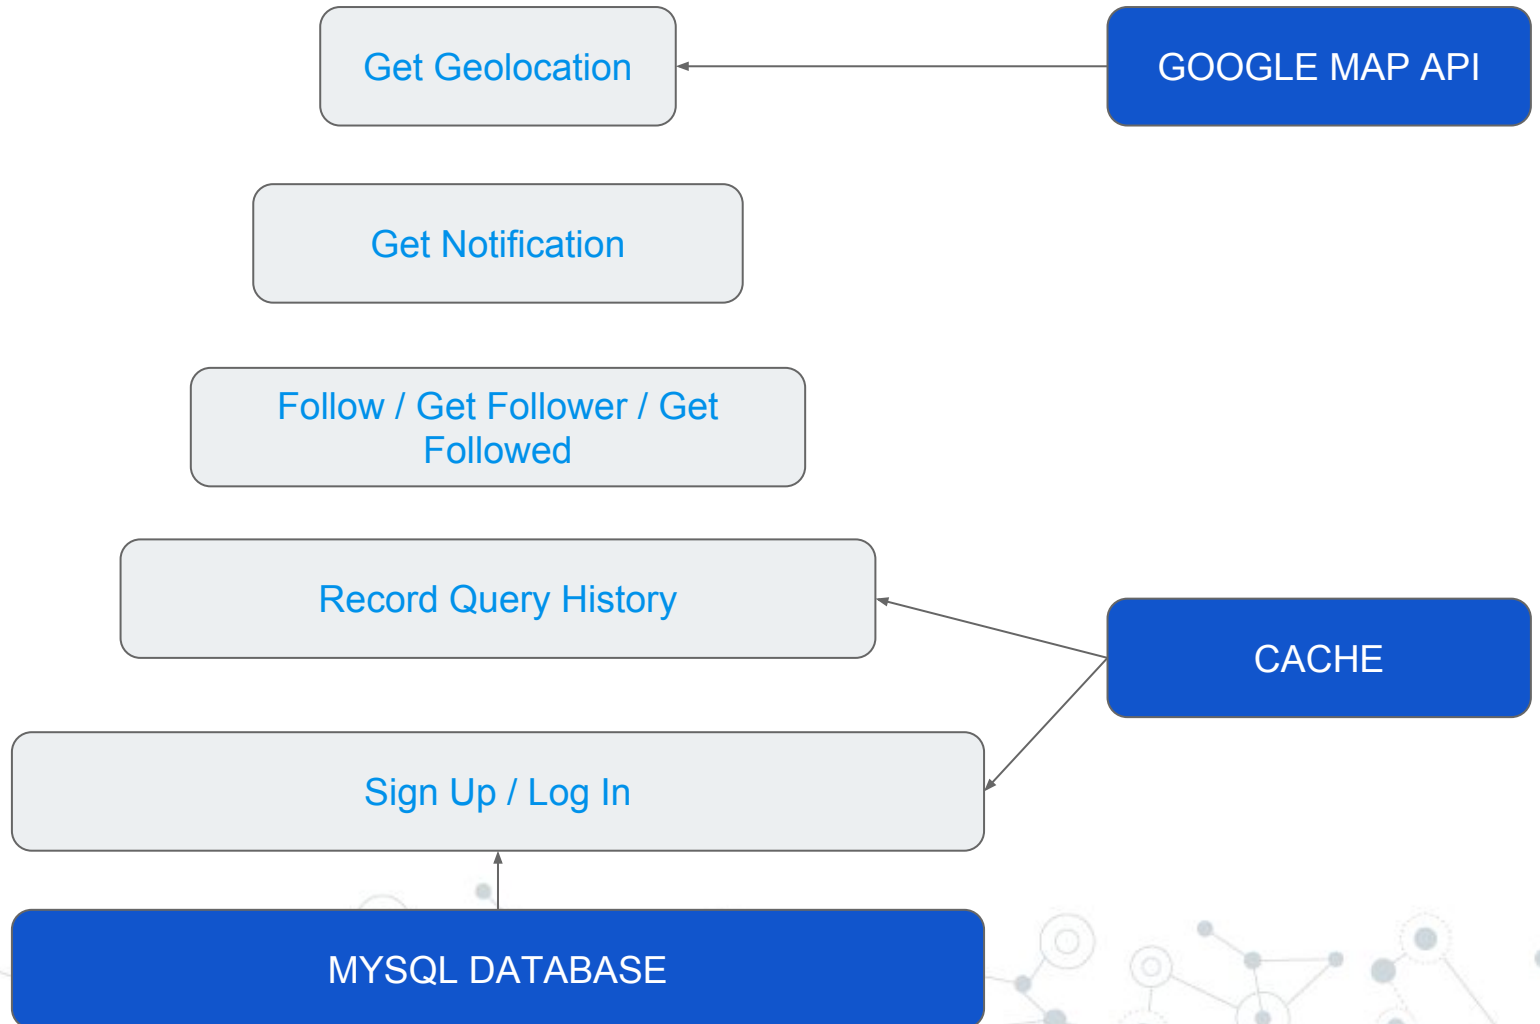 Get Geolocation
GOOGLE MAP API
Get Notification
Follow / Get Follower / Get
Followed
Record Query History
CACHE
Sign Up / Log In
MYSQL DATABASE